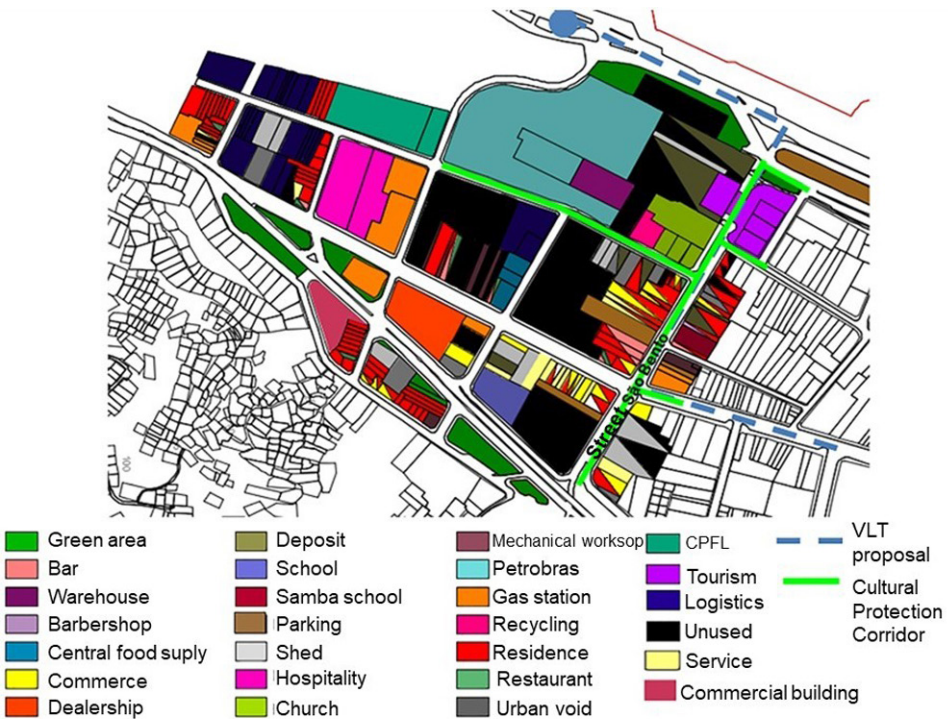 Street São Bento
100
Green area
Bar
Warehouse
Barbershop
Central food suply
Commerce
Dealership
Deposit
School
Samba school
Parking
Shed
Hospitality
Church
Mechanical worksop
Petrobras
Gas station
Recycling
Residence
Restaurant
Urban void
CPFL
Tourism
Logistics
Unused
Service
Commercial building
VLT
proposal
Cultural
Protection
Corridor